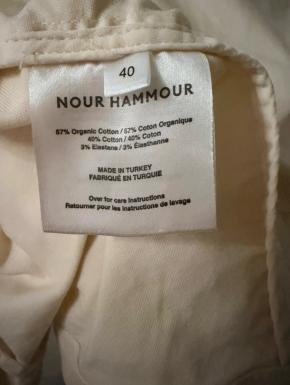 40
NOUR HAMMOUR
57% Organic Cotton / 57% Coton Organique
40% Cotton / 40% Coton
3% Elastane / 3% Élasthanne
MADE IN TURKEY
FABRIQUÉ EN TURQUIE
Over for care instructions
Retourner pour les instructions de lavage